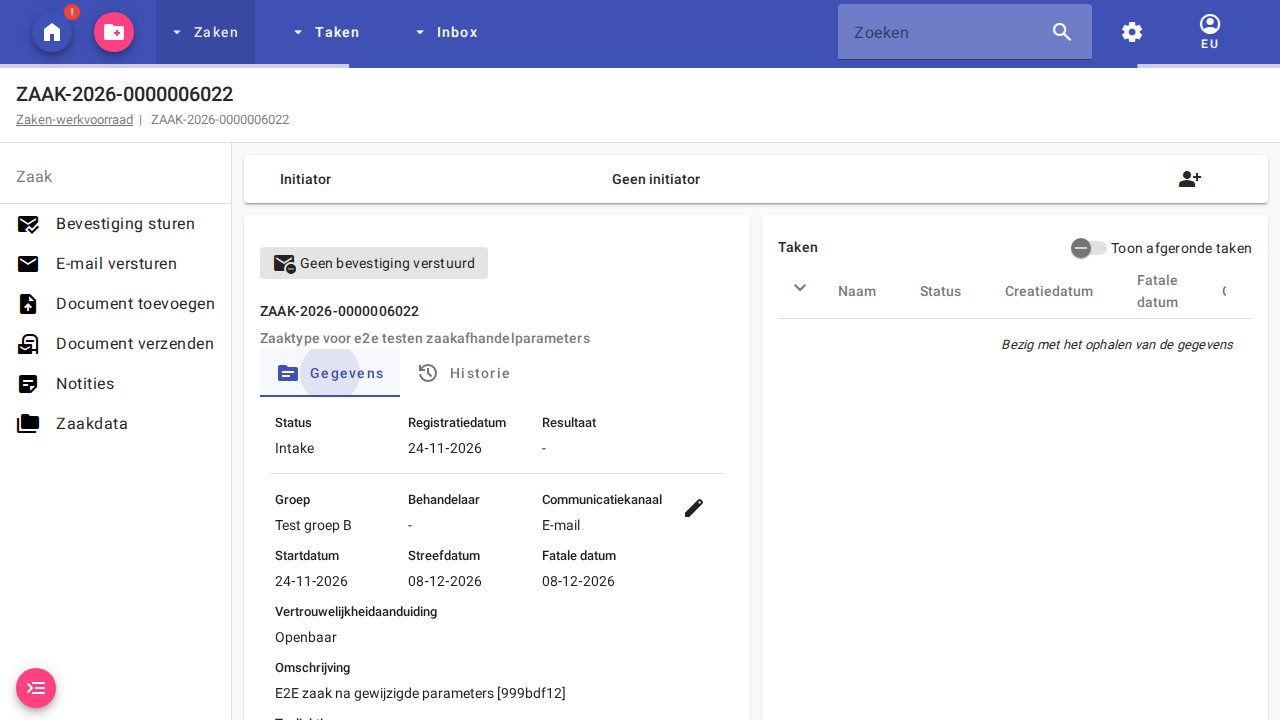 !
Zaken
Taken
Inbox
Zoeken
EU
ZAAK-2026-0000006022
Zaken-werkvoorraad | ZAAK-2026-0000006022
Zaak
Bevestiging sturen
E-mail versturen
Document toevoegen
Document verzenden
Notities
Zaakdata
Initiator
Geen initiator
Geen bevestiging verstuurd
ZAAK-2026-0000006022
Zaaktype voor e2e testen zaakafhandelparameters
Gegevens
Historie
Status Registratiedatum Resultaat
Intake 24-11-2026 -
Groep Behandelaar Communicatiekanaal
Test groep B - E-mail
Startdatum Streefdatum Fatale datum
24-11-2026 08-12-2026 08-12-2026
Vertrouwelijkheidaanduiding
Openbaar
Omschrijving
E2E zaak na gewijzigde parameters [999bdf12]
Taken
Toon afgeronde taken
Naam Status Creatiedatum Fatale datum
Bezig met het ophalen van de gegevens